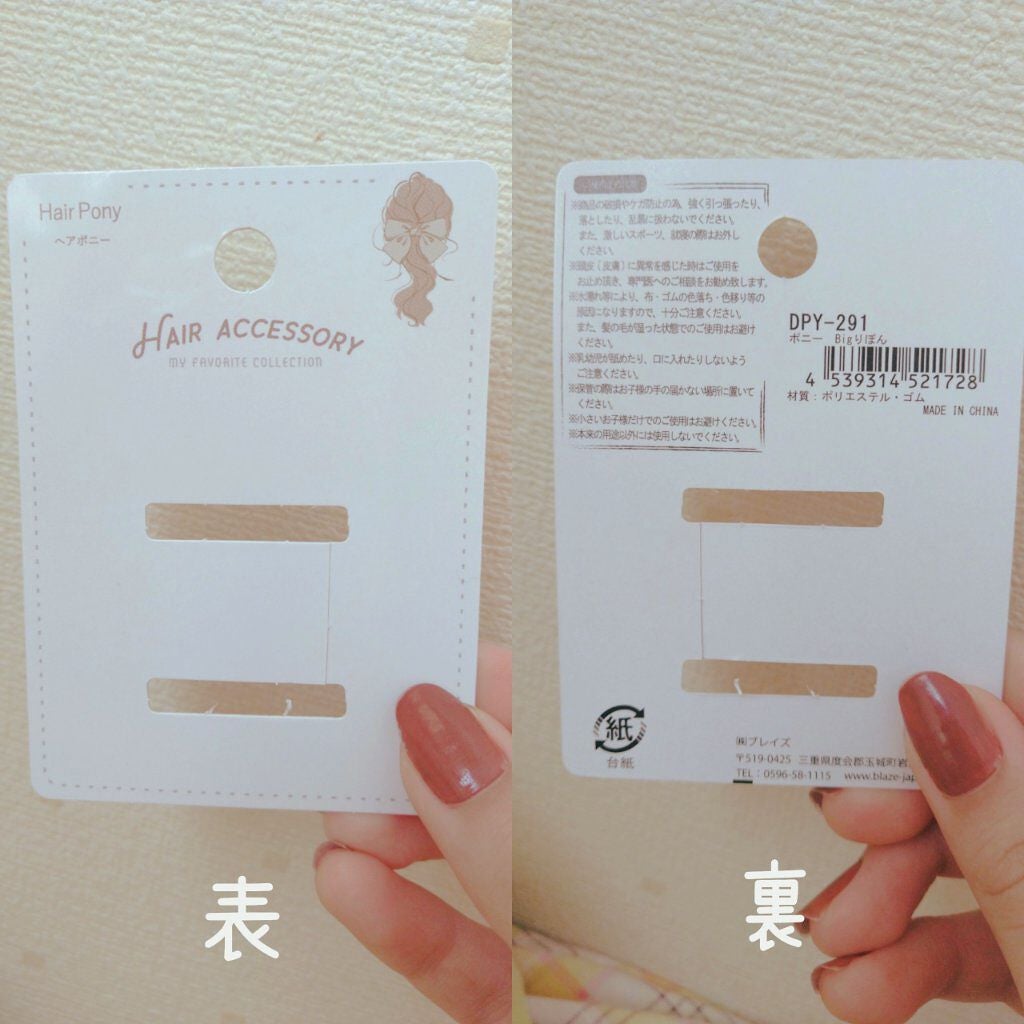 Hair Pony
ヘアポニー
HAIR ACCESSORY
MY FAVORITE COLLECTION
表
※商品の破損やケガ防止の為、強く引っ張ったり、
落としたり、乱暴に扱わないでください。
また、激しいスポーツ、就寝の際はお外し
ください。
※頭皮(皮膚)に異常を感じた時はご使用を
お止め頂き、専門医へのご相談をお勧め致します。
※水濡れ等により、布・ゴムの色落ち・色移り等の
原因になりますので、十分ご注意ください。
また、髪の毛が湿った状態でのご使用はお避け
ください。
※乳幼児が舐めたり、口に入れたりしないよう
ご注意ください。
※保管の際はお子様の手の届かない場所に置いて
ください。
※小さいお子様だけでのご使用はお避けください。
※本来の用途以外には使用しないでください。
DPY-291
ポニー Bigりぼん
4 539314 521728
材質:ポリエステル・ゴム
MADE IN CHINA
紙
台紙
㈱ブレイズ
〒519-0425 三重県度会郡玉城町岩
TEL:0596-58-1115 www.blaze-jap
裏